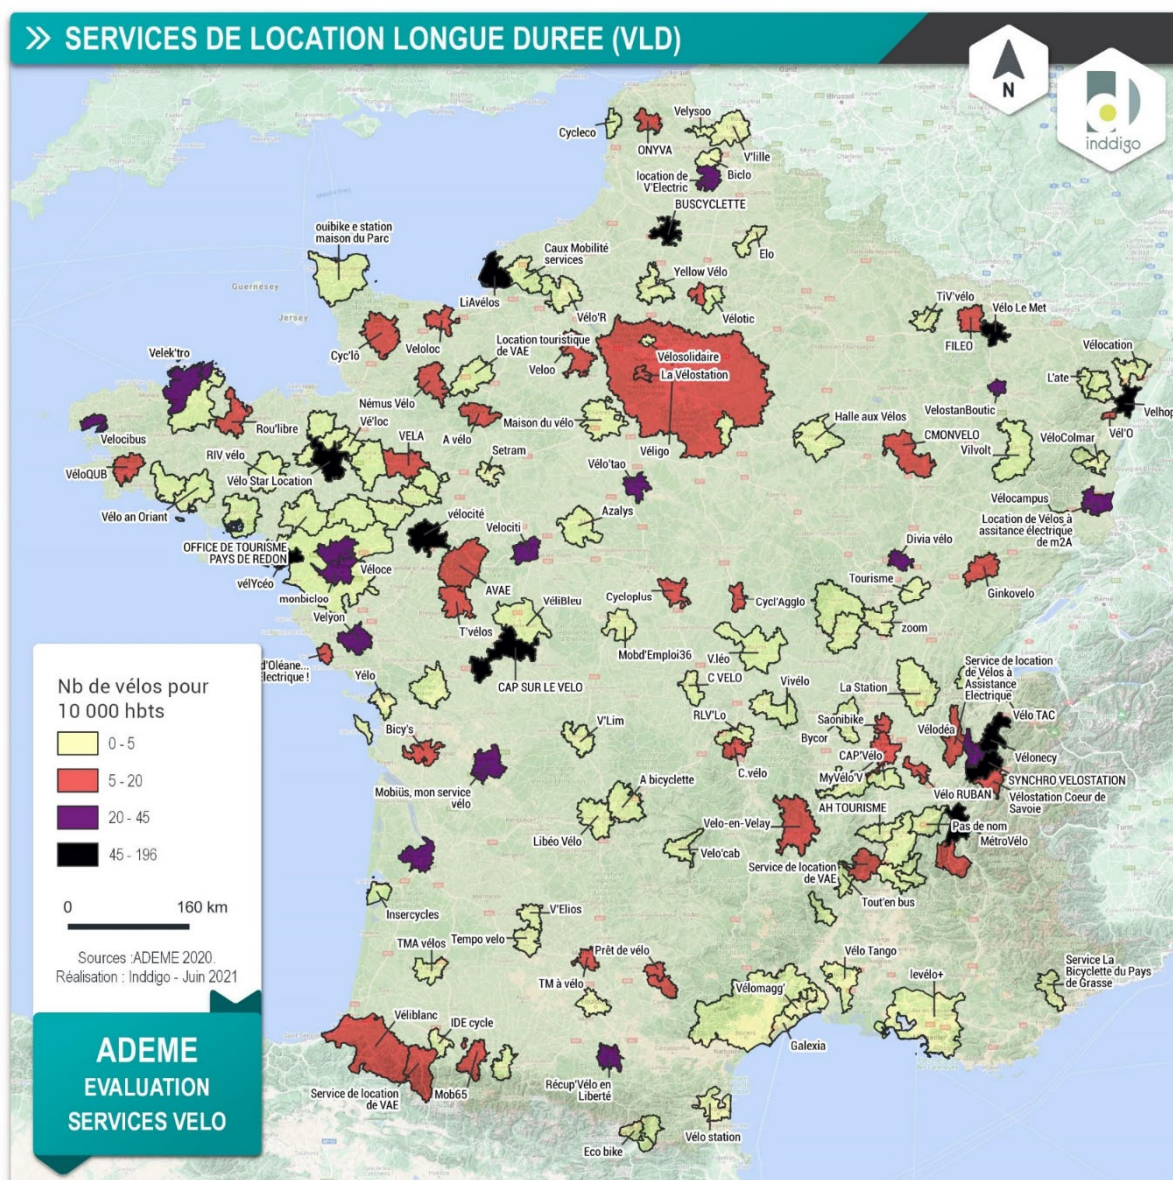 >> SERVICES DE LOCATION LONGUE DUREE (VLD)
N
inddigo
Cycleco
ONYVA
Velysoo
V'lille
Biclo
location de
V'Electric
BUSCYCLETTE
ouibike e station
maison du Parc
Caux Mobilité
services
Elo
Guernesey
Jersey
LiAvélos
Vélo'R
Yellow Vélo
Vélotic
TiV'vélo
Vélo Le Met
FILEO
Cyc'lô
Veloloc
Location touristique
de VAE
Veloo
Vélosolidaire
La Vélostation
Vélocation
L'ate
Velhop
Velek'tro
Némus Vélo
A vélo
Maison du vélo
Véligo
Halle aux Vélos
VelostanBoutic
Vél'O
Velocibus
Rou'libre
Vé'loc
VELA
Setram
CMONVELO
Vilvolt
VéloColmar
VéloQUB
RIV vélo
Vélo Star Location
Vélo'tao
Vélocampus
Vélo an Oriant
vélocité
Velociti
Azalys
Location de Vélos à
assitance électrique
de m2A
OFFICE DE TOURISME
PAYS DE REDON
Véloce
vélYcéo
monbicloo
AVAE
Divia vélo
Tourisme
Ginkovelo
Velyon
T'vélos
VéliBleu
Cycloplus
Cycl'Agglo
zoom
Mobd'Emploi36
V.léo
d'Oléane...
Electrique !
Yélo
CAP SUR LE VELO
C VELO
Vivélo
La Station
Service de location
de Vélos à
Assistance
Electrique
Vélo TAC
Bicy's
V'Lim
RLV'Lo
Saonibike
Bycor
Vélodéa
Vélonecy
C.vélo
CAP'Vélo
SYNCHRO VELOSTATION
Mobiüs, mon service
vélo
A bicyclette
MyVélo'V
Vélo RUBAN
Vélostation Coeur de
Savoie
AH TOURISME
Libéo Vélo
Velo-en-Velay
Pas de nom
MétroVélo
Velo'cab
Service de location
de VAE
Tout'en bus
Insercycles
V'Elios
Tempo velo
TMA vélos
Prêt de vélo
TM à vélo
Vélomagg'
Vélo Tango
levélo+
Service La
Bicyclette du Pays
de Grasse
Galexia
Véliblanc
IDE cycle
Service de location
de VAE
Mob65
Récup'Vélo en
Liberté
Eco bike
Vélo station
Nb de vélos pour
10 000 hbts
0 - 5
5 - 20
20 - 45
45 - 196
0 160 km
Sources :ADEME 2020.
Réalisation : Inddigo - Juin 2021
ADEME
EVALUATION
SERVICES VELO